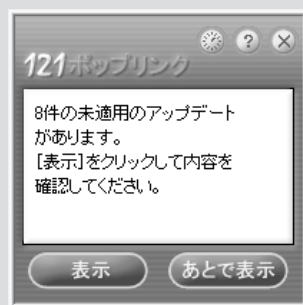 121ポップリンク
8件の未適用のアップデート
があります。
[表示]をクリックして内容を
確認してください。
表示 あとで表示